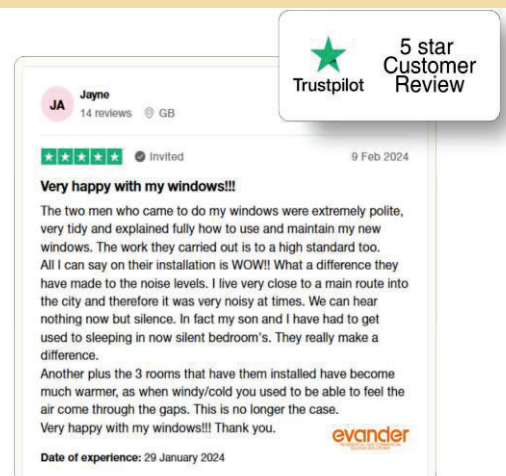 5 star
Customer
Review
Trustpilot
JA
Jayne
14 reviews GB
Invited 9 Feb 2024
Very happy with my windows!!!
The two men who came to do my windows were extremely polite,
very tidy and explained fully how to use and maintain my new
windows. The work they carried out is to a high standard too.
All I can say on their installation is WOW!! What a difference they
have made to the noise levels. I live very close to a main route into
the city and therefore it was very noisy at times. We can hear
nothing now but silence. In fact my son and I have had to get
used to sleeping in now silent bedroom's. They really make a
difference.
Another plus the 3 rooms that have them installed have become
much warmer, as when windy/cold you used to be able to feel the
air come through the gaps. This is no longer the case.
Very happy with my windows!!! Thank you.
evander
Date of experience: 29 January 2024